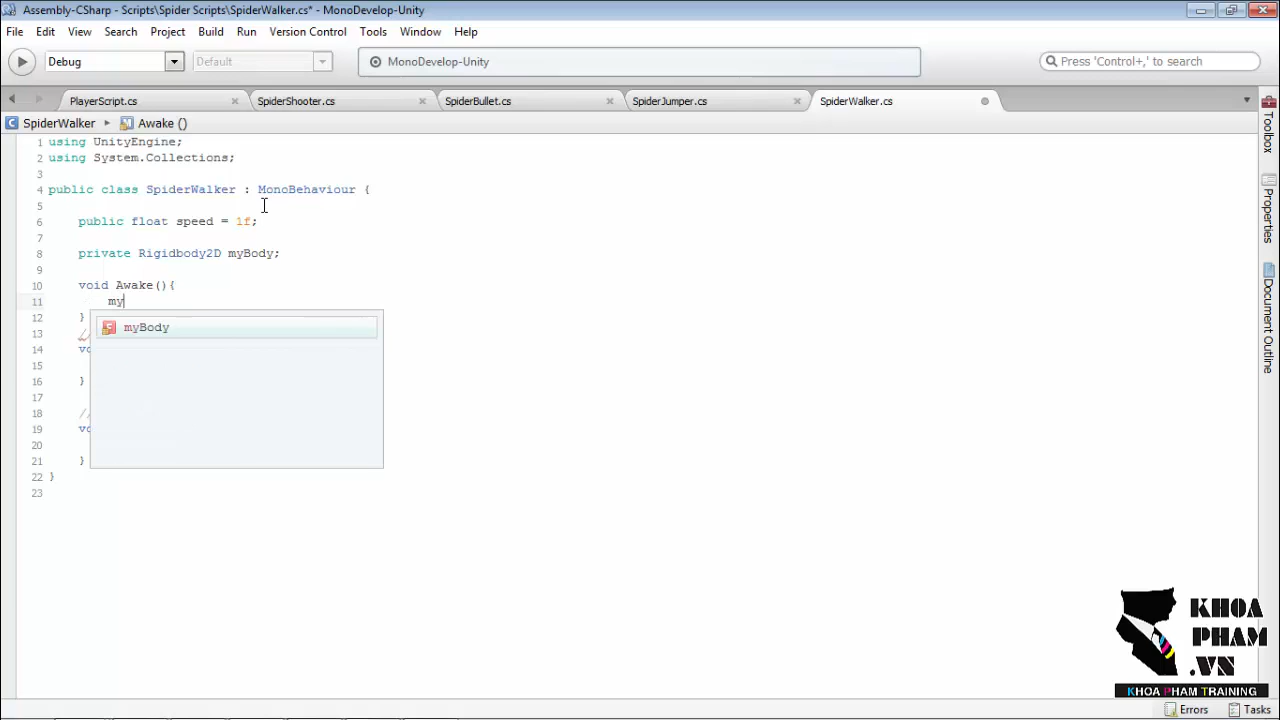 Assembly-CSharp - Scripts\Spider Scripts\SpiderWalker.cs* - MonoDevelop-Unity
File Edit View Search Project Build Run Version Control Tools Window Help
Debug Default MonoDevelop-Unity Press 'Control+,' to search
PlayerScript.cs SpiderShooter.cs SpiderBullet.cs SpiderJumper.cs SpiderWalker.cs
SpiderWalker Awake ()
1 using UnityEngine;
2 using System.Collections;
3
4 public class SpiderWalker : MonoBehaviour {
5
6 public float speed = 1f;
7
8 private Rigidbody2D myBody;
9
10 void Awake(){
11 my
12 }
myBody
13 /
14 vo
15
16 }
17
18 //
19 vo
20
21 }
22 }
23
Toolbox
Properties
Document Outline
KHOA
PHAM
.VN
KHOA PHAM TRAINING
Errors Tasks